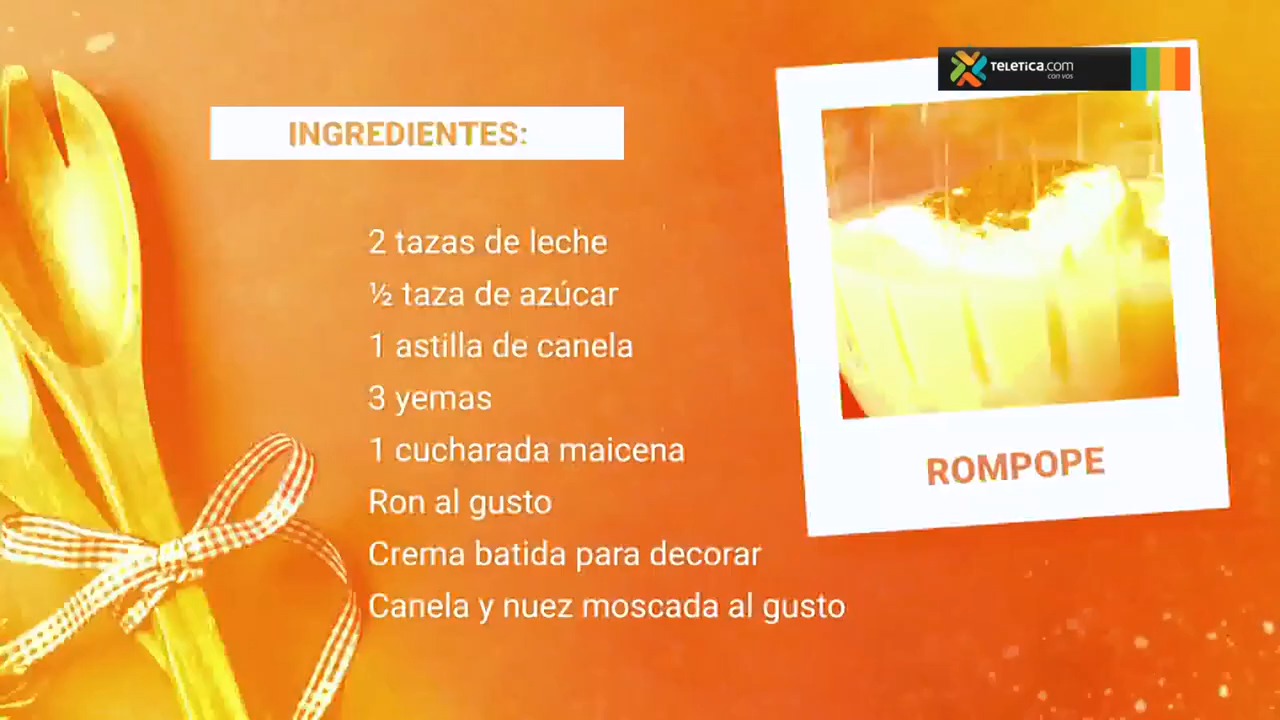 TELETICA.com
con vos
INGREDIENTES:
2 tazas de leche
½ taza de azúcar
1 astilla de canela
3 yemas
1 cucharada maicena
Ron al gusto
Crema batida para decorar
Canela y nuez moscada al gusto
ROMPOPE